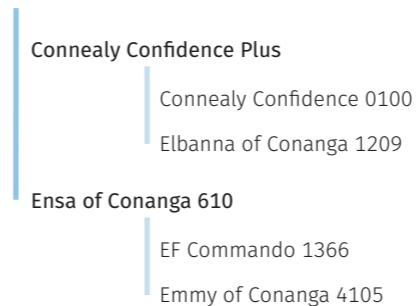 Connealy Confidence Plus
Connealy Confidence 0100
Elbanna of Conanga 1209
Ensa of Conanga 610
EF Commando 1366
Emmy of Conanga 4105